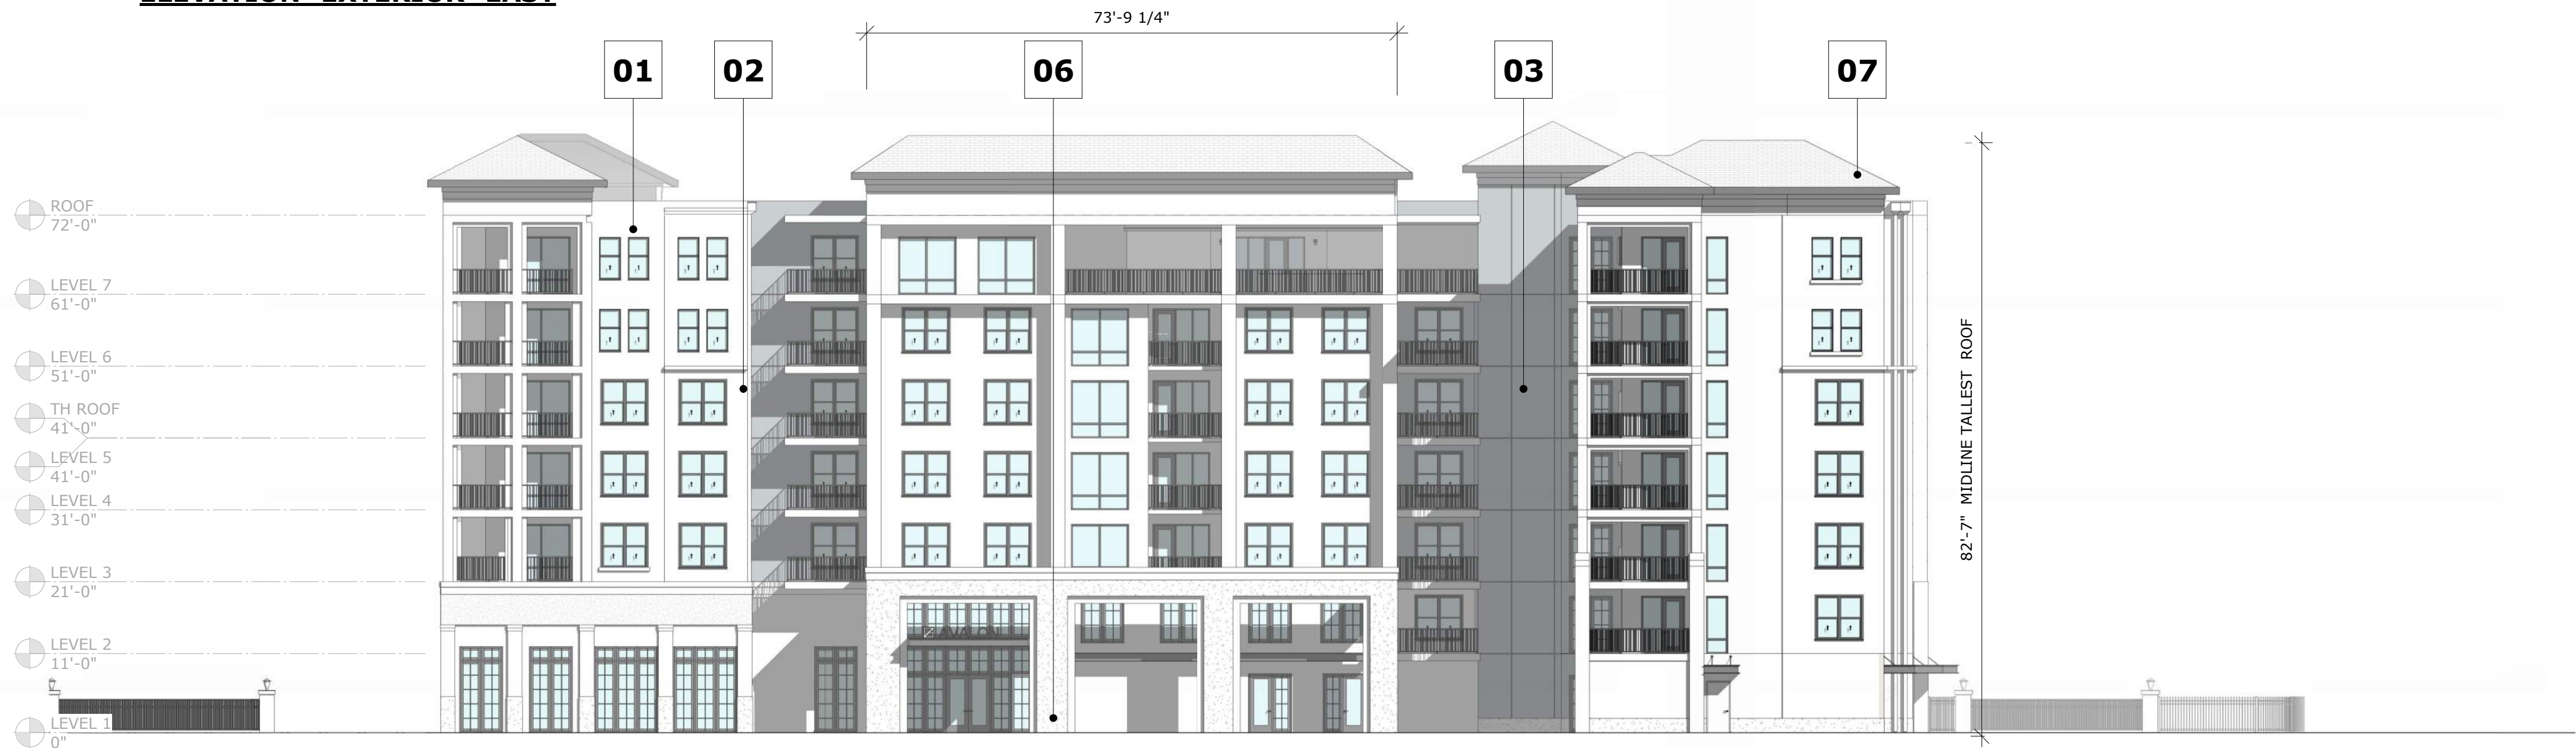 ELEVATION EXTERIOR EAST
73'-9 1/4"
01
02
06
03
07
ROOF
72'-0"
LEVEL 7
61'-0"
LEVEL 6
51'-0"
TH ROOF
41'-0"
LEVEL 5
41'-0"
LEVEL 4
31'-0"
LEVEL 3
21'-0"
LEVEL 2
11'-0"
LEVEL 1
0"
82'-7" MIDLINE TALLEST ROOF
AVALON